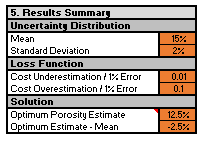 5. Results Summary
Uncertainty Distribution
Mean 15%
Standard Deviation 2%
Loss Function
Cost Underestimation / 1% Error 0.01
Cost Overestimation / 1% Error 0.1
Solution
Optimum Porosity Estimate 12.5%
Optimum Estimate - Mean -2.5%